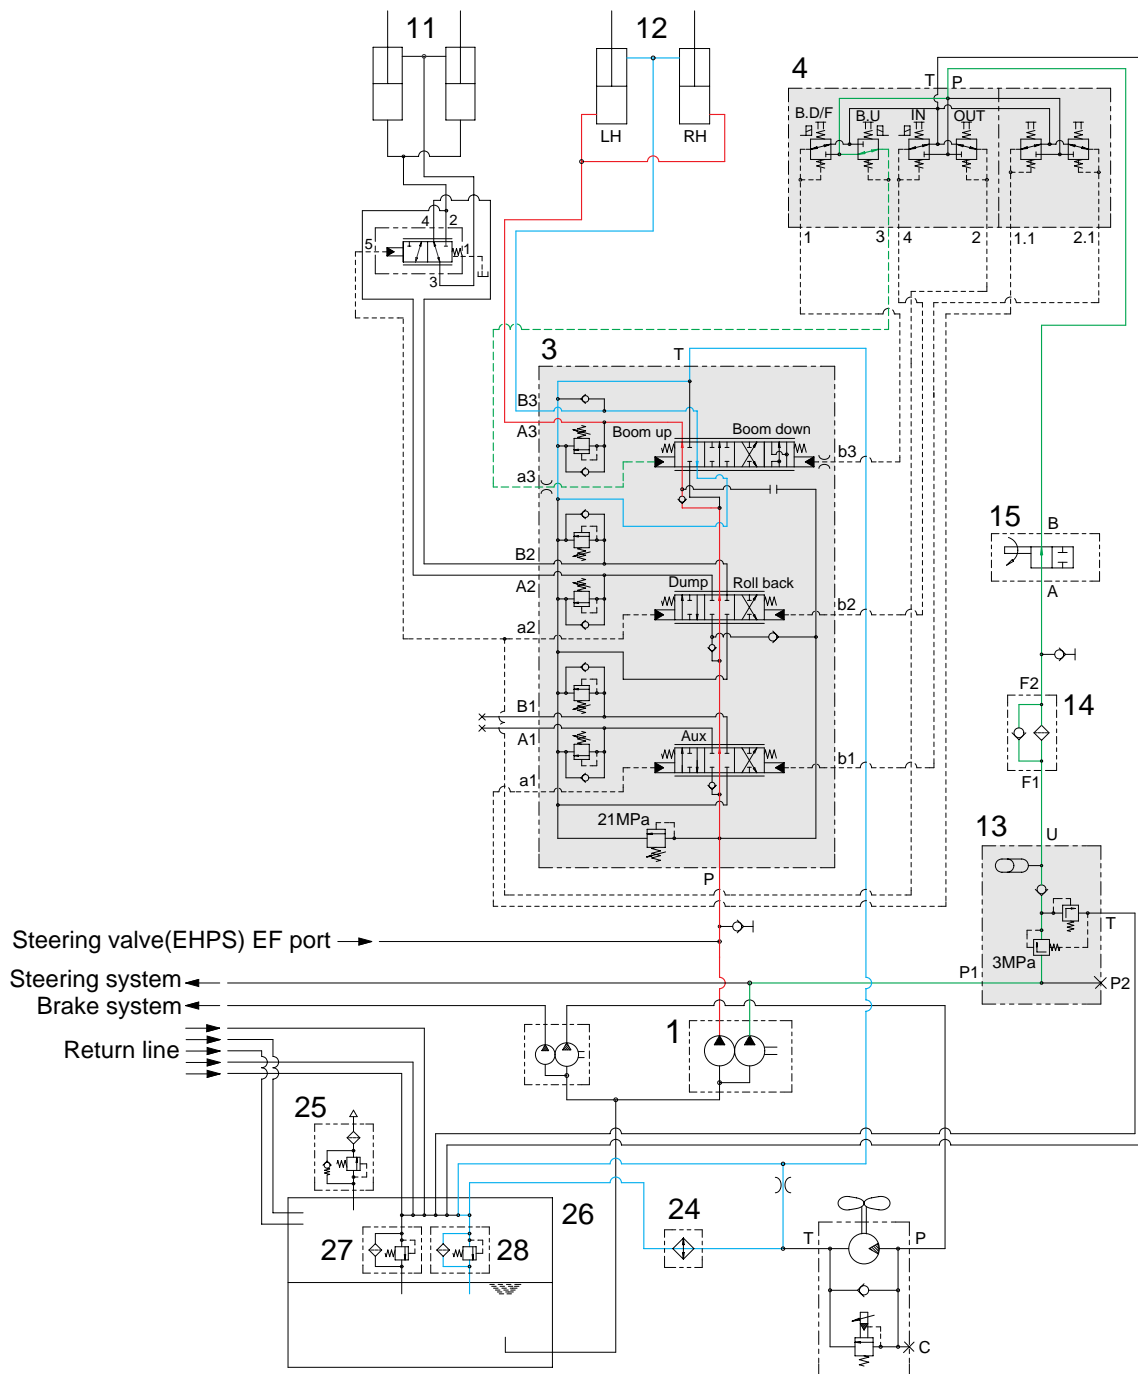 11
12
4
T P
B.D/F B.U IN OUT
LH RH
4 2
5 1
3
1 3 4 2 1.1 2.1
3
T
B3
A3 Boom up Boom down
b3
a3
15 B
A
B2
A2 Dump Roll back
b2
a2
F2
14
B1
A1 Aux
b1
a1
F1
21MPa
13
U
P
T
Steering valve(EHPS) EF port
3MPa
Steering system
P1 P2
Brake system
1
Return line
25
26
24
27 28
T P
C